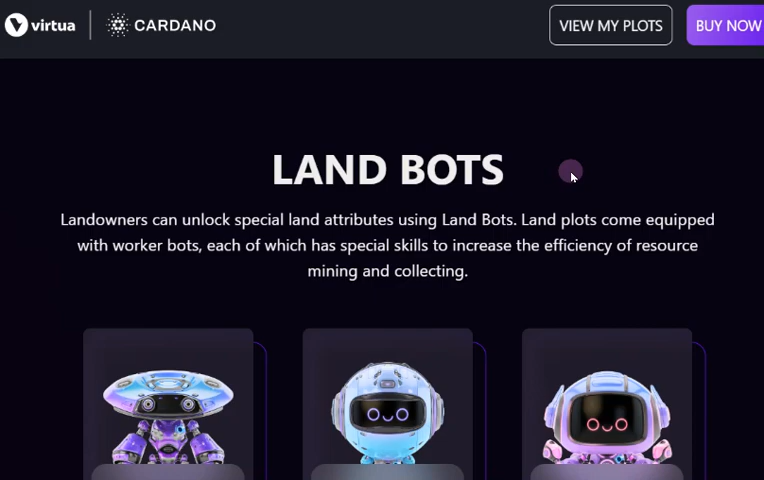 virtua | CARDANO VIEW MY PLOTS BUY NOW
LAND BOTS
Landowners can unlock special land attributes using Land Bots. Land plots come equipped
with worker bots, each of which has special skills to increase the efficiency of resource
mining and collecting.